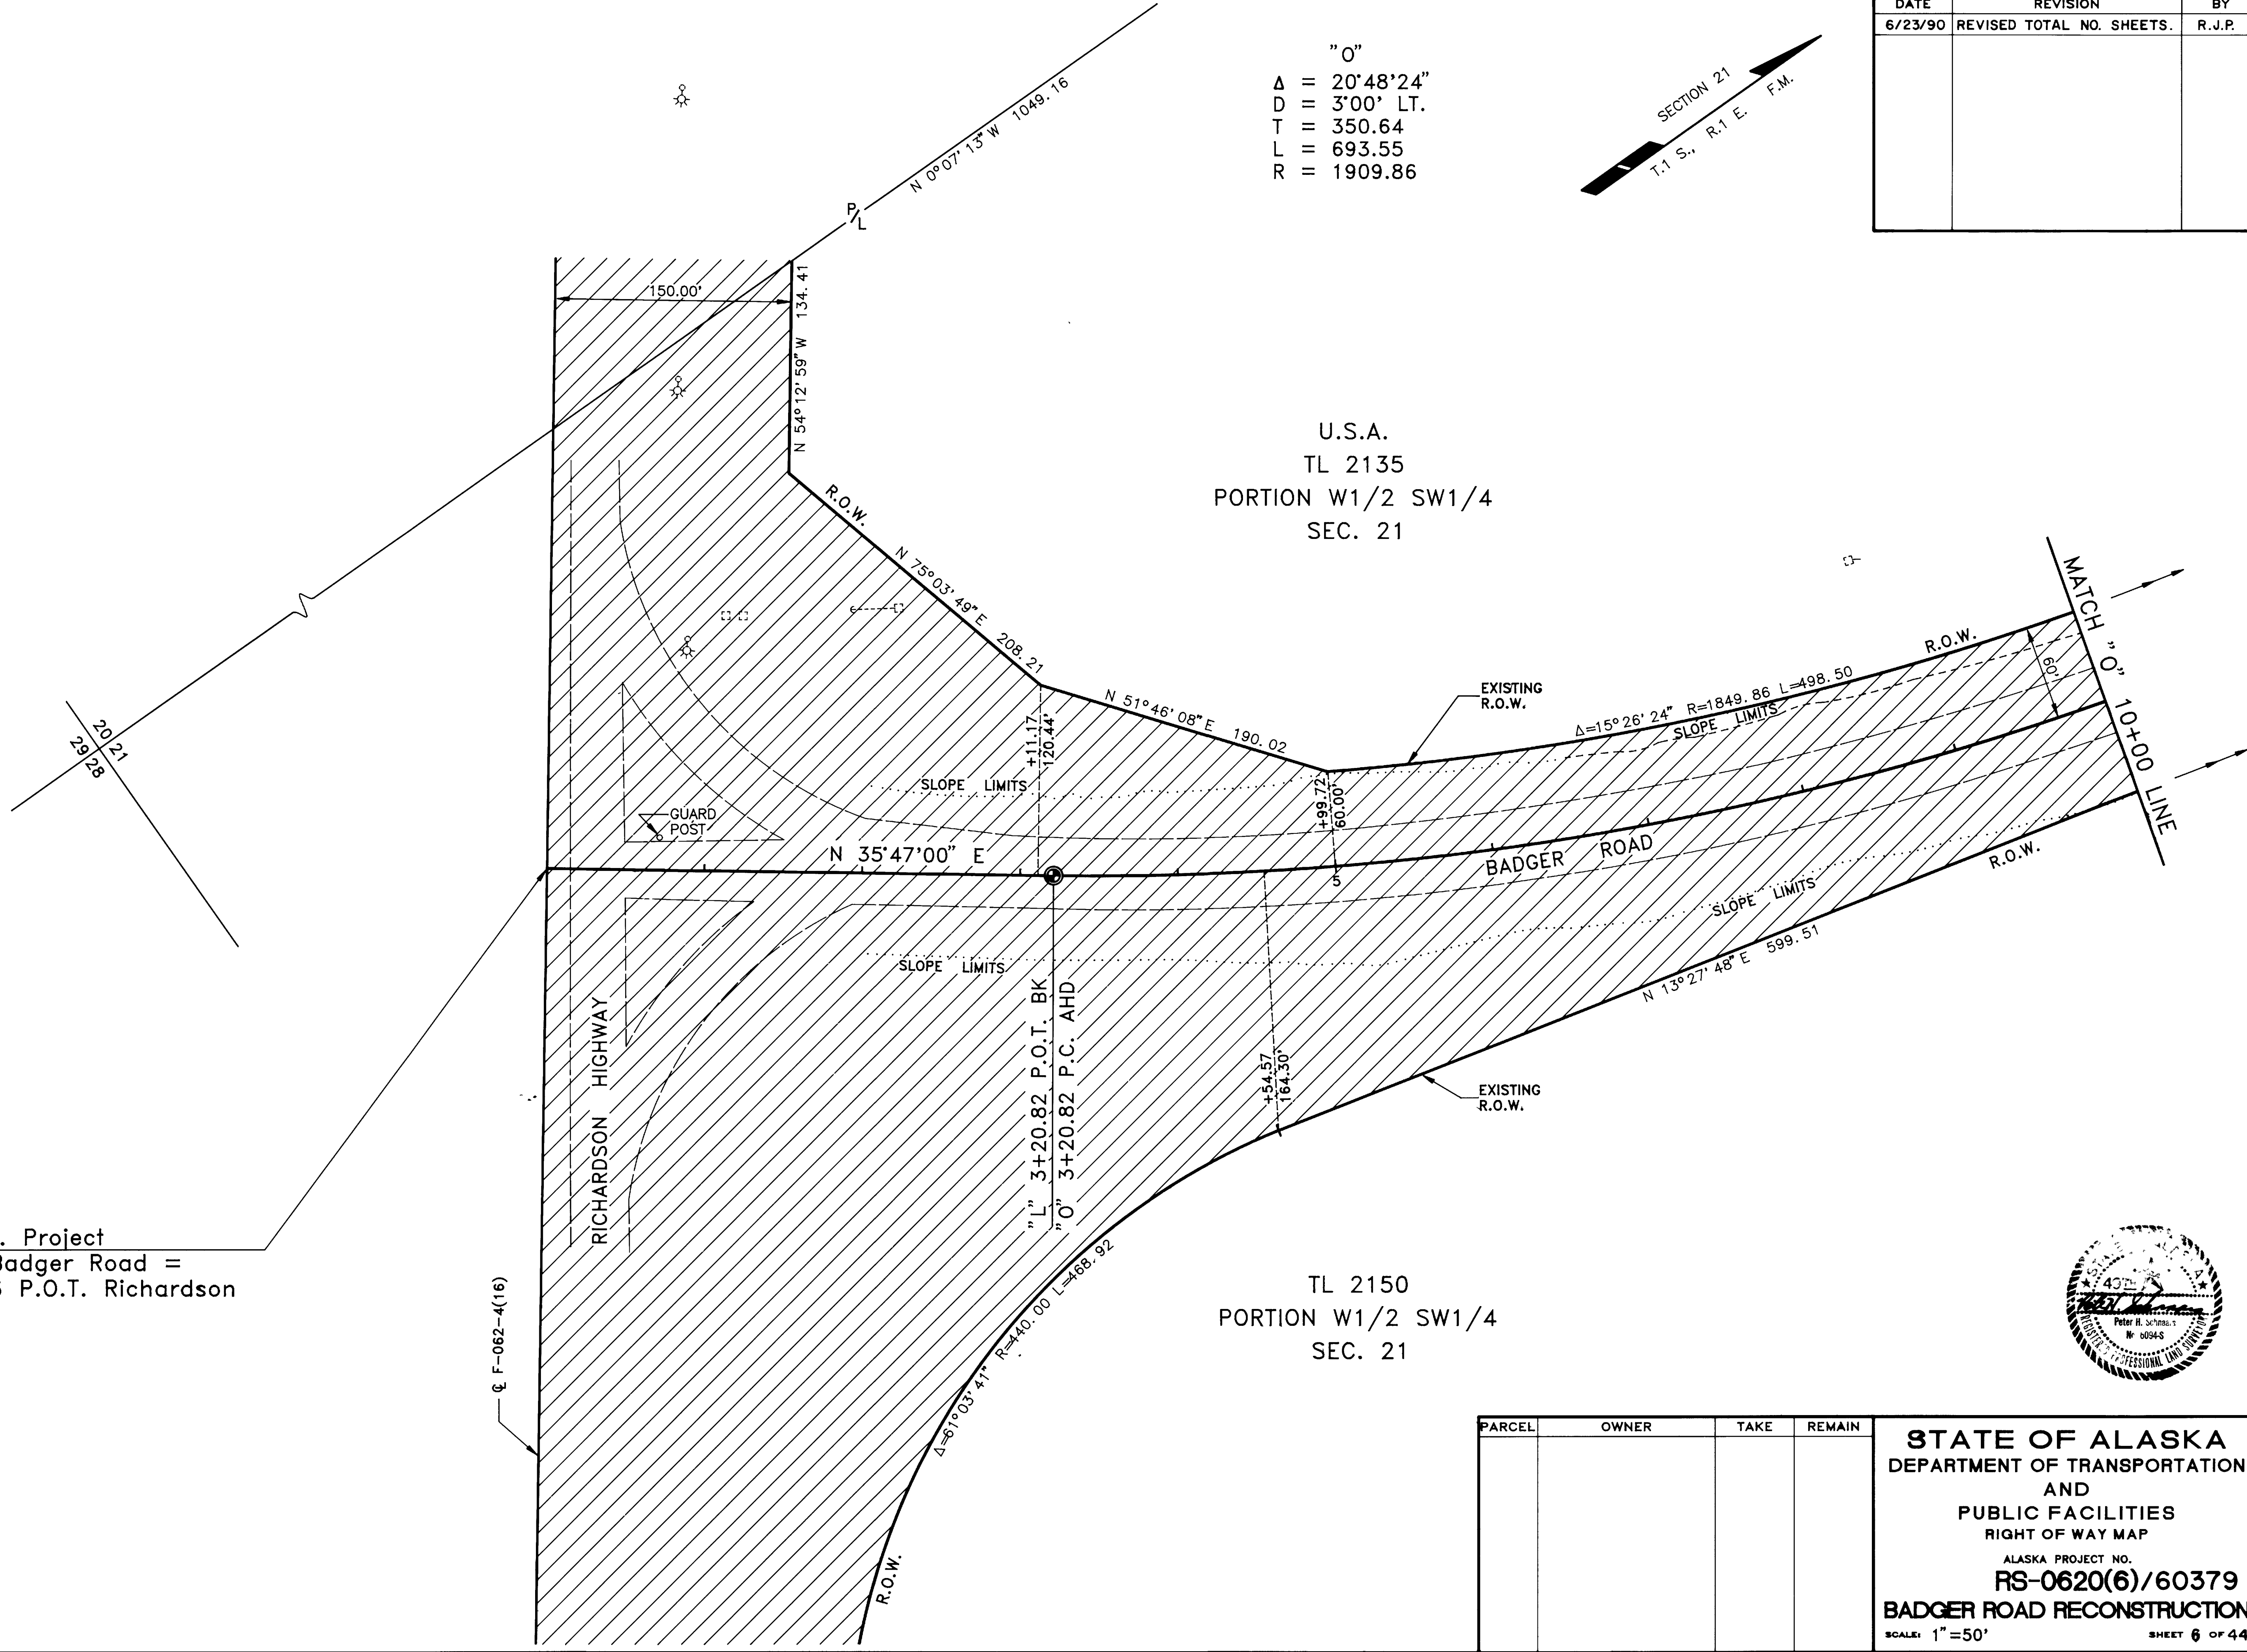 DATE REVISION BY
6/23/90 REVISED TOTAL NO. SHEETS. R.J.P.
"O"
Δ = 20°48'24"
D = 3°00' LT.
T = 350.64
L = 693.55
R = 1909.86
SECTION 21
T.1 S., R.1 E. F.M.
N 0°07'13"W 1049.16
P/L
150.00'
N 54°12'59"W 134.41
R.O.W.
N 75°03'49"E 208.21
U.S.A.
TL 2135
PORTION W1/2 SW1/4
SEC. 21
N 51°46'08"E 190.02
EXISTING
R.O.W.
Δ=15°26'24" R=1849.86 L=498.50
R.O.W.
60'
MATCH "O" 10+00 LINE
SLOPE LIMITS
20 21
29 28
+11.17
120.44'
SLOPE LIMITS
+99.72
60.00'
GUARD
POST
N 35°47'00" E
5
BADGER ROAD
R.O.W.
SLOPE LIMITS
SLOPE LIMITS
N 13°27'48"E 599.51
RICHARDSON HIGHWAY
"L" 3+20.82 P.O.T. BK
"O" 3+20.82 P.C. AHD
+54.57
164.30'
EXISTING
R.O.W.
. Project
Badger Road =
P.O.T. Richardson
℄ F-062-4(16)
Δ=61°03'41" R=440.00 L=468.92
R.O.W.
TL 2150
PORTION W1/2 SW1/4
SEC. 21
49TH
Peter H. Schnaars
No. 6094-S
REGISTERED PROFESSIONAL LAND SURVEYOR
PARCEL OWNER TAKE REMAIN
STATE OF ALASKA
DEPARTMENT OF TRANSPORTATION
AND
PUBLIC FACILITIES
RIGHT OF WAY MAP
ALASKA PROJECT NO.
RS-0620(6)/60379
BADGER ROAD RECONSTRUCTION
SCALE: 1"=50' SHEET 6 OF 44